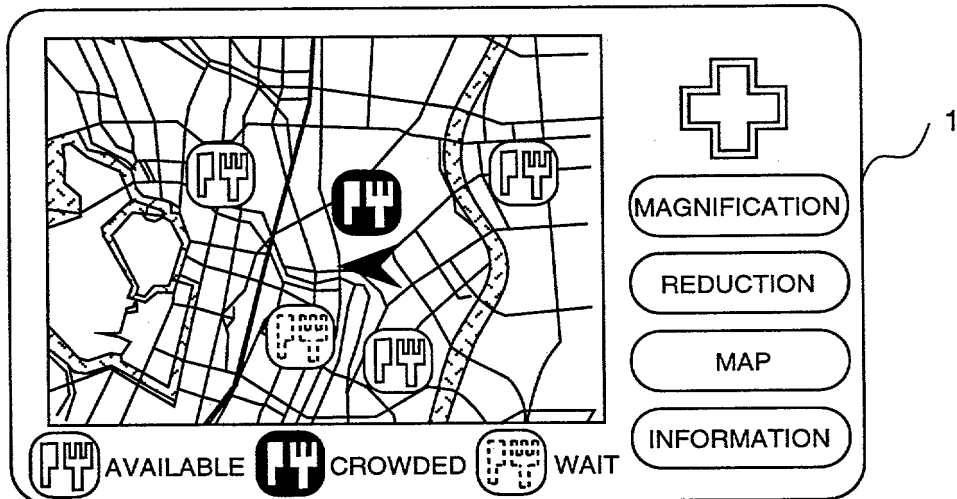 1
MAGNIFICATION
REDUCTION
MAP
INFORMATION
AVAILABLE CROWDED WAIT